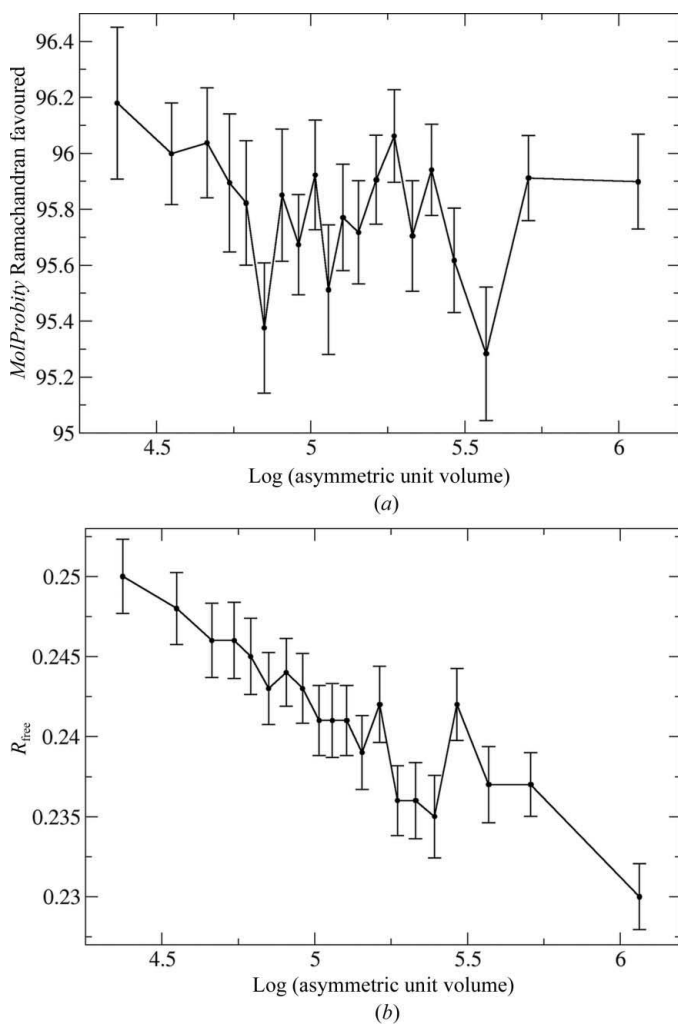 96.4
96.2
96
95.8
95.6
95.4
95.2
95
MolProbity Ramachandran favoured
4.5 5 5.5 6
Log (asymmetric unit volume)
(a)
0.25
0.245
0.24
0.235
0.23
Rfree
4.5 5 5.5 6
Log (asymmetric unit volume)
(b)